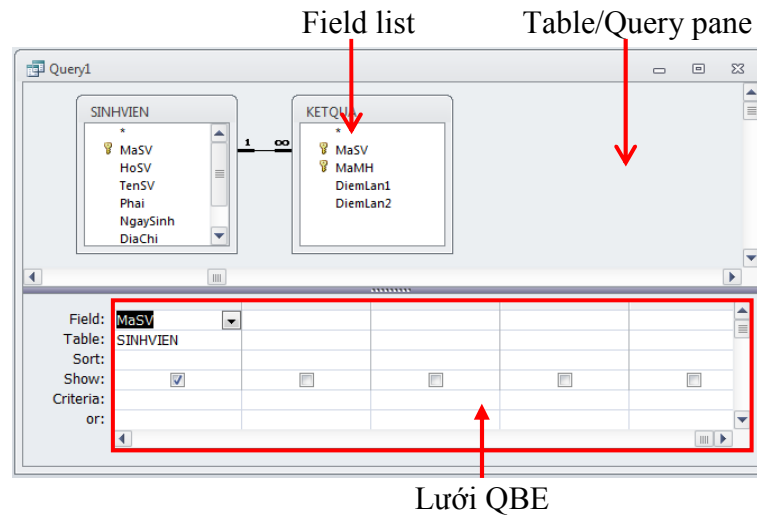 Field list Table/Query pane
Query1
SINHVIEN
*
MaSV
HoSV
TenSV
Phai
NgaySinh
DiaChi
1 ∞
KETQUA
*
MaSV
MaMH
DiemLan1
DiemLan2
Field: MaSV
Table: SINHVIEN
Sort:
Show:
Criteria:
or:
Lưới QBE